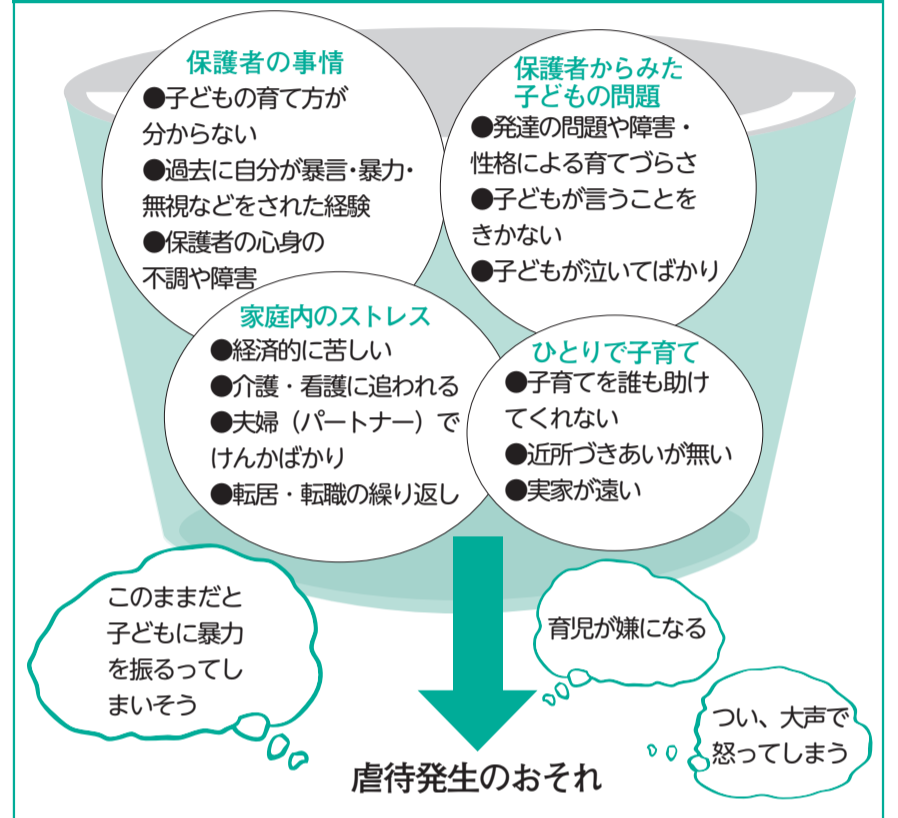 保護者の事情
●子どもの育て方が
分からない
●過去に自分が暴言・暴力・
無視などをされた経験
●保護者の心身の
不調や障害
保護者からみた
子どもの問題
●発達の問題や障害・
性格による育てづらさ
●子どもが言うことを
きかない
●子どもが泣いてばかり
家庭内のストレス
●経済的に苦しい
●介護・看護に追われる
●夫婦（パートナー）で
けんかばかり
●転居・転職の繰り返し
ひとりで子育て
●子育てを誰も助け
てくれない
●近所づきあいが無い
●実家が遠い
このままだと
子どもに暴力
を振るってし
まいそう
育児が嫌になる
つい、大声で
怒ってしまう
虐待発生のおそれ